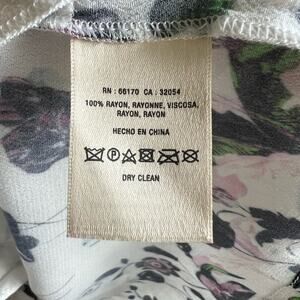 RN : 66170 CA : 32054
100% RAYON, RAYONNE, VISCOSA,
RAYON, RAYON
HECHO EN CHINA
P
DRY CLEAN